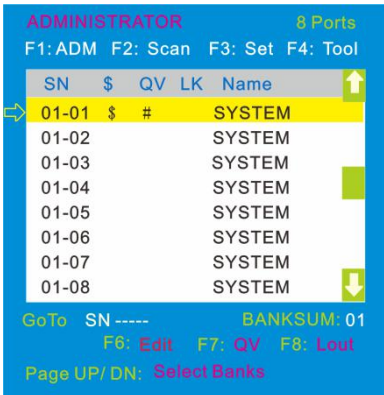 ADMINISTRATOR 8 Ports
F1: ADM F2: Scan F3: Set F4: Tool
SN $ QV LK Name
01-01 $ # SYSTEM
01-02 SYSTEM
01-03 SYSTEM
01-04 SYSTEM
01-05 SYSTEM
01-06 SYSTEM
01-07 SYSTEM
01-08 SYSTEM
GoTo SN ----- BANKSUM: 01
F6: Edit F7: QV F8: Lout
Page UP/ DN: Select Banks